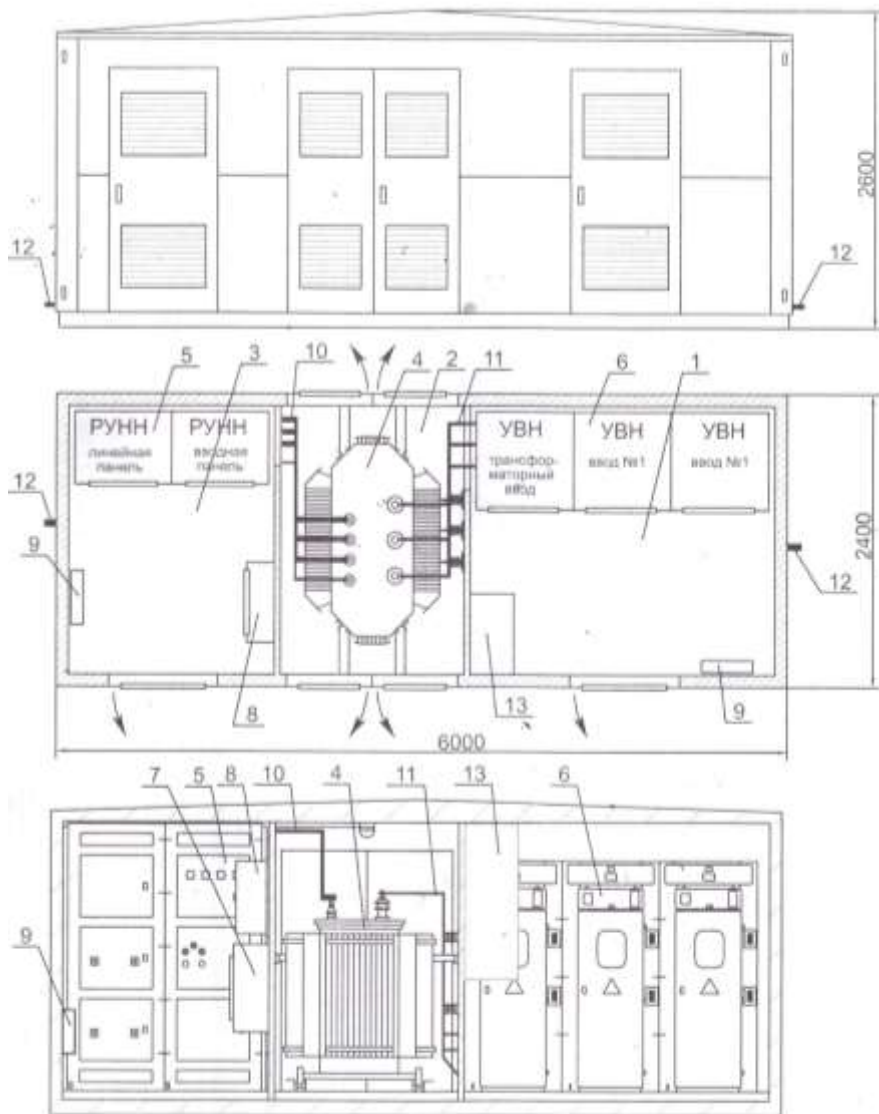 2600
12
12
5
3
10
4
2
11
6
1
РУНН
линейная
панель
РУНН
вводная
панель
УВН
трансфор-
маторный
ввод
УВН
ввод №1
УВН
ввод №1
12
9
8
13
9
12
2400
6000
7
5
8
10
4
11
13
6
9